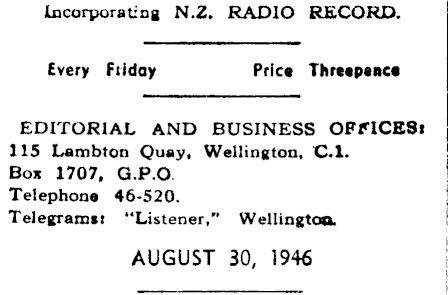 Incorporating N.Z. RADIO RECORD.
Every Friday Price Threepence
EDITORIAL AND BUSINESS OFFICES:
115 Lambton Quay, Wellington, C.1.
Box 1707, G.P.O.
Telephone 46-520.
Telegrams: "Listener," Wellington.
AUGUST 30, 1946